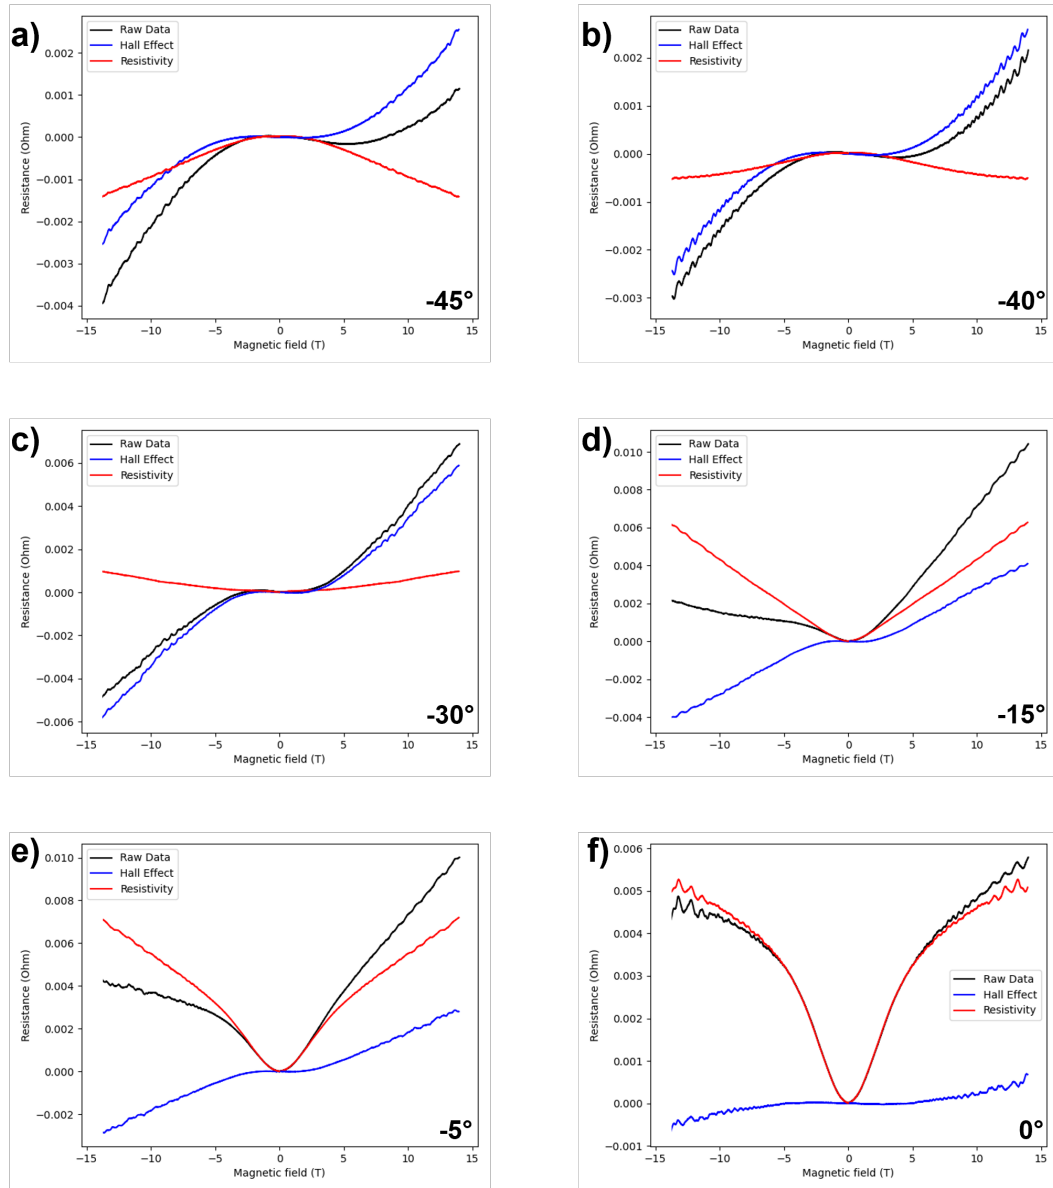 a)
Raw Data
Hall Effect
Resistivity
0.002
0.001
0.000
−0.001
−0.002
−0.003
−0.004
Resistance (Ohm)
−15 −10 −5 0 5 10 15
Magnetic field (T)
-45°
b)
Raw Data
Hall Effect
Resistivity
0.002
0.001
0.000
−0.001
−0.002
−0.003
Resistance (Ohm)
−15 −10 −5 0 5 10 15
Magnetic field (T)
-40°
c)
Raw Data
Hall Effect
Resistivity
0.006
0.004
0.002
0.000
−0.002
−0.004
−0.006
Resistance (Ohm)
−15 −10 −5 0 5 10 15
Magnetic field (T)
-30°
d)
Raw Data
Hall Effect
Resistivity
0.010
0.008
0.006
0.004
0.002
0.000
−0.002
−0.004
Resistance (Ohm)
−15 −10 −5 0 5 10 15
Magnetic field (T)
-15°
e)
Raw Data
Hall Effect
Resistivity
0.010
0.008
0.006
0.004
0.002
0.000
−0.002
Resistance (Ohm)
−15 −10 −5 0 5 10 15
Magnetic field (T)
-5°
f)
0.006
0.005
0.004
0.003
0.002
0.001
0.000
−0.001
Resistance (Ohm)
Raw Data
Hall Effect
Resistivity
−15 −10 −5 0 5 10 15
Magnetic field (T)
0°